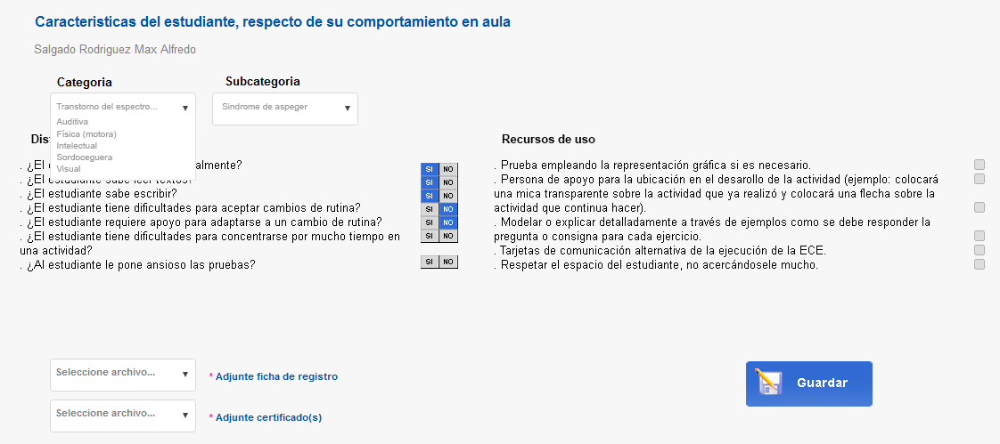 Caracteristicas del estudiante, respecto de su comportamiento en aula
Salgado Rodriguez Max Alfredo
Categoria
Subcategoria
Transtorno del espectro...
Sindrome de aspeger
Auditiva
Física (motora)
Intelectual
Sordoceguera
Visual
Recursos de uso
. ¿El
almente?
SI NO
. ¿El estudiante sabe leer textos?
SI NO
. ¿El estudiante sabe escribir?
SI NO
. ¿El estudiante tiene dificultades para aceptar cambios de rutina?
SI NO
. ¿El estudiante requiere apoyo para adaptarse a un cambio de rutina?
SI NO
. ¿El estudiante tiene dificultades para concentrarse por mucho tiempo en
una actividad?
SI NO
. ¿Al estudiante le pone ansioso las pruebas?
SI NO
. Prueba empleando la representación gráfica si es necesario.
. Persona de apoyo para la ubicación en el desarollo de la actividad (ejemplo: colocará
una mica transparente sobre la actividad que ya realizó y colocará una flecha sobre la
actividad que continua hacer).
. Modelar o explicar detalladamente a través de ejemplos como se debe responder la
pregunta o consigna para cada ejercicio.
. Tarjetas de comunicación alternativa de la ejecución de la ECE.
. Respetar el espacio del estudiante, no acercándosele mucho.
Seleccione archivo...
* Adjunte ficha de registro
Seleccione archivo...
* Adjunte certificado(s)
Guardar